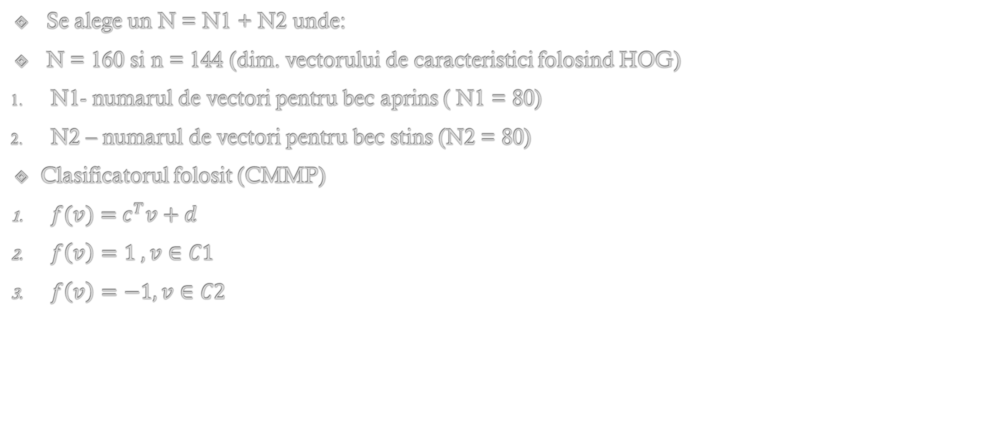 ❖ Se alege un N = N1 + N2 unde:
❖ N = 160 si n = 144 (dim. vectorului de caracteristici folosind HOG)
1. N1- numarul de vectori pentru bec aprins ( N1 = 80)
2. N2 – numarul de vectori pentru bec stins (N2 = 80)
❖ Clasificatorul folosit (CMMP)
1. f(v) = c^T v + d
2. f(v) = 1 , v ∈ C1
3. f(v) = −1, v ∈ C2